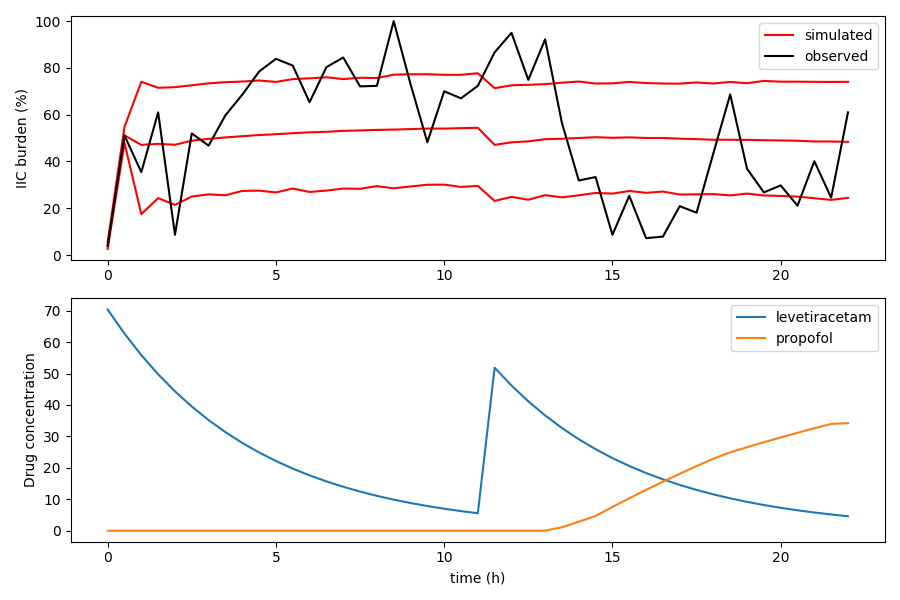 100
80
60
40
20
0
IIC burden (%)
simulated
observed
0 5 10 15 20
70
60
50
40
30
20
10
0
Drug concentration
levetiracetam
propofol
0 5 10 15 20
time (h)